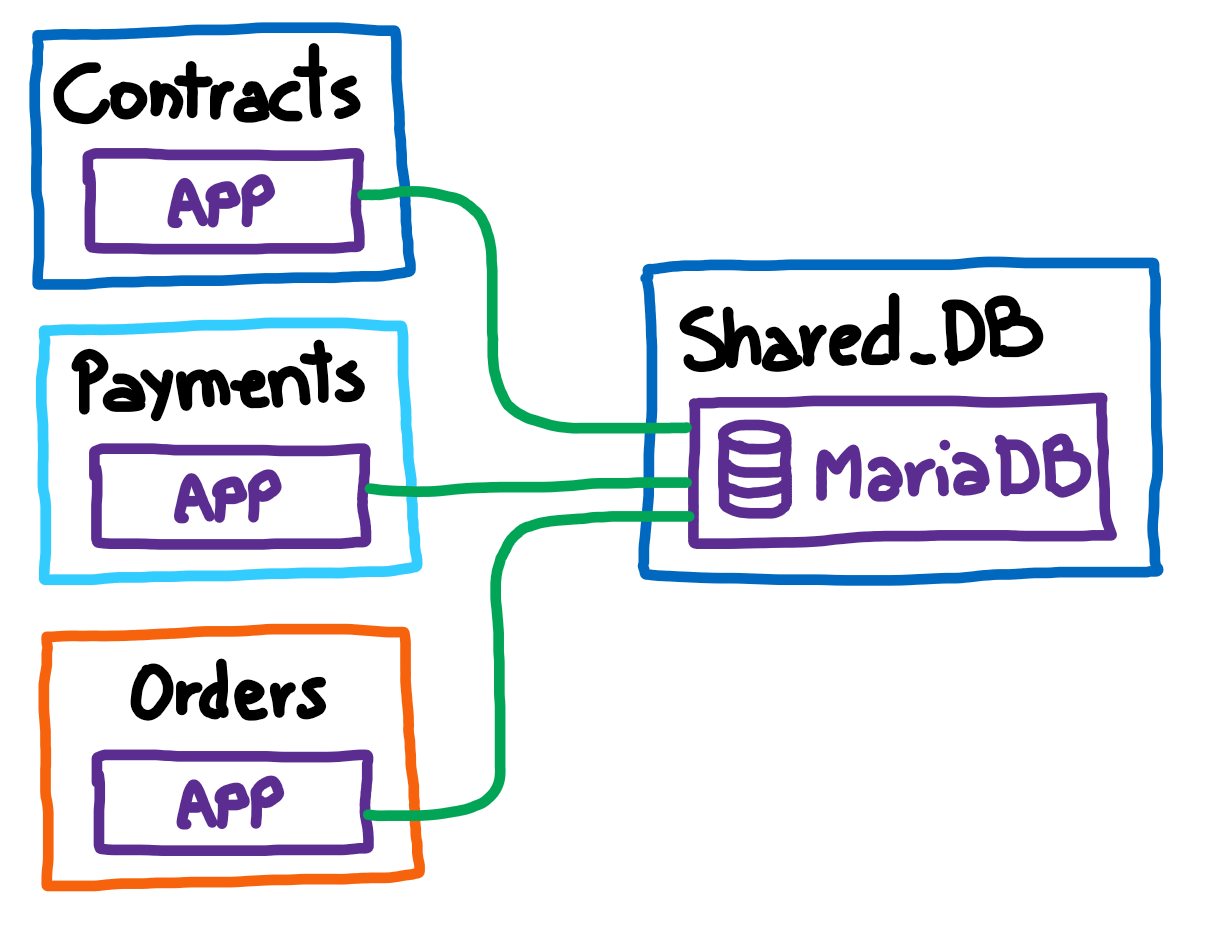 Contracts
APP
Payments
APP
Orders
APP
Shared_DB
MariaDB